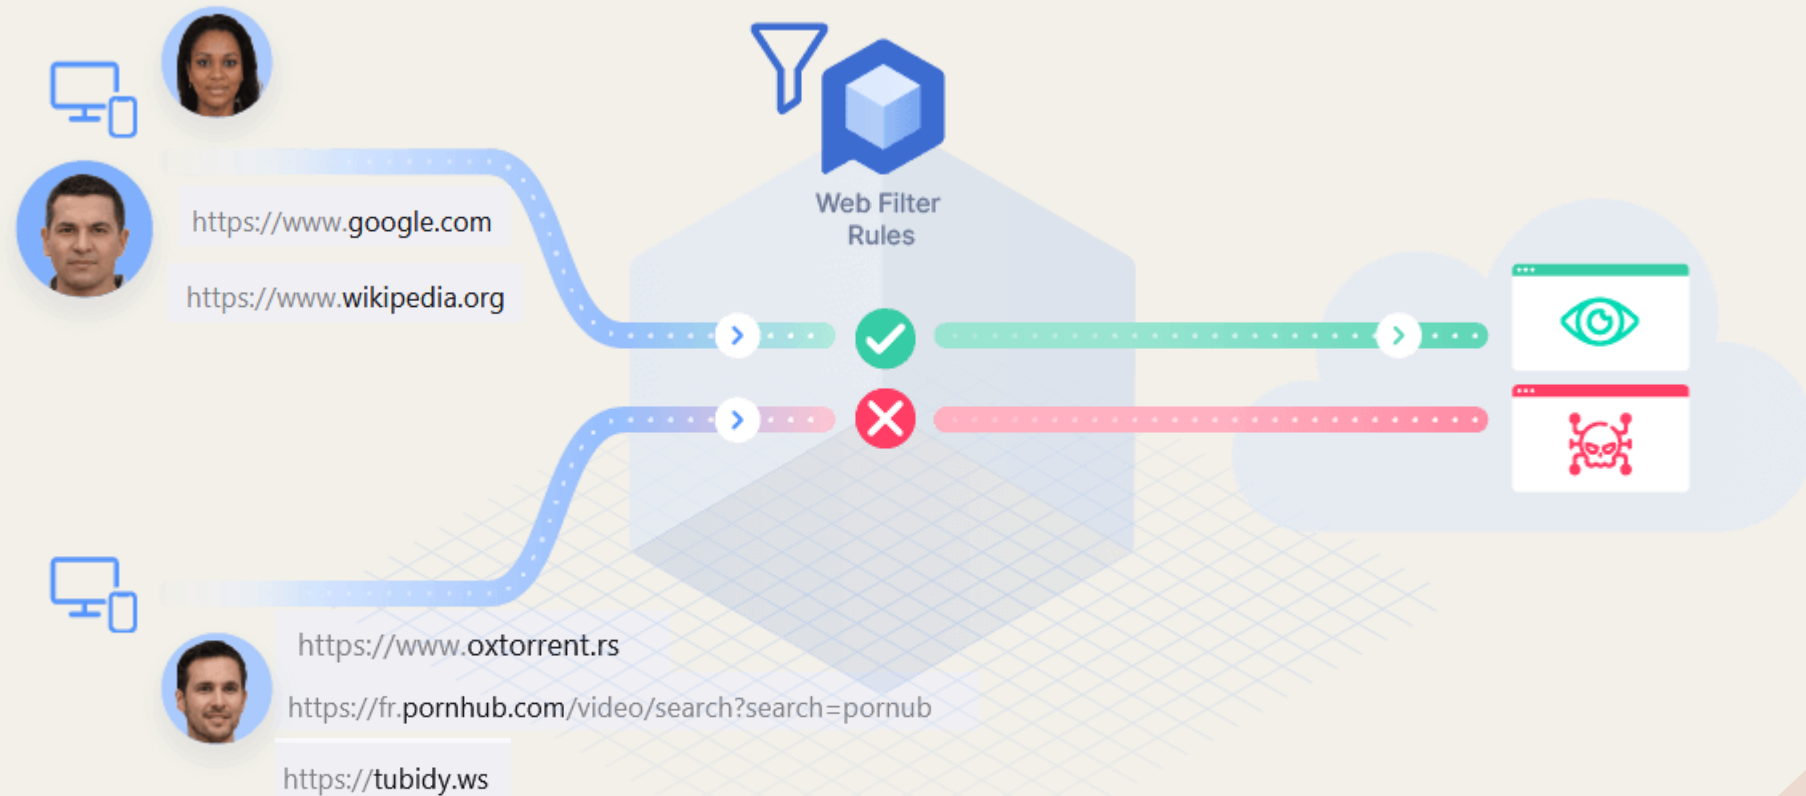 Web Filter
Rules
https://www.google.com
https://www.wikipedia.org
https://www.oxtorrent.rs
https://fr.pornhub.com/video/search?search=pornub
https://tubidy.ws